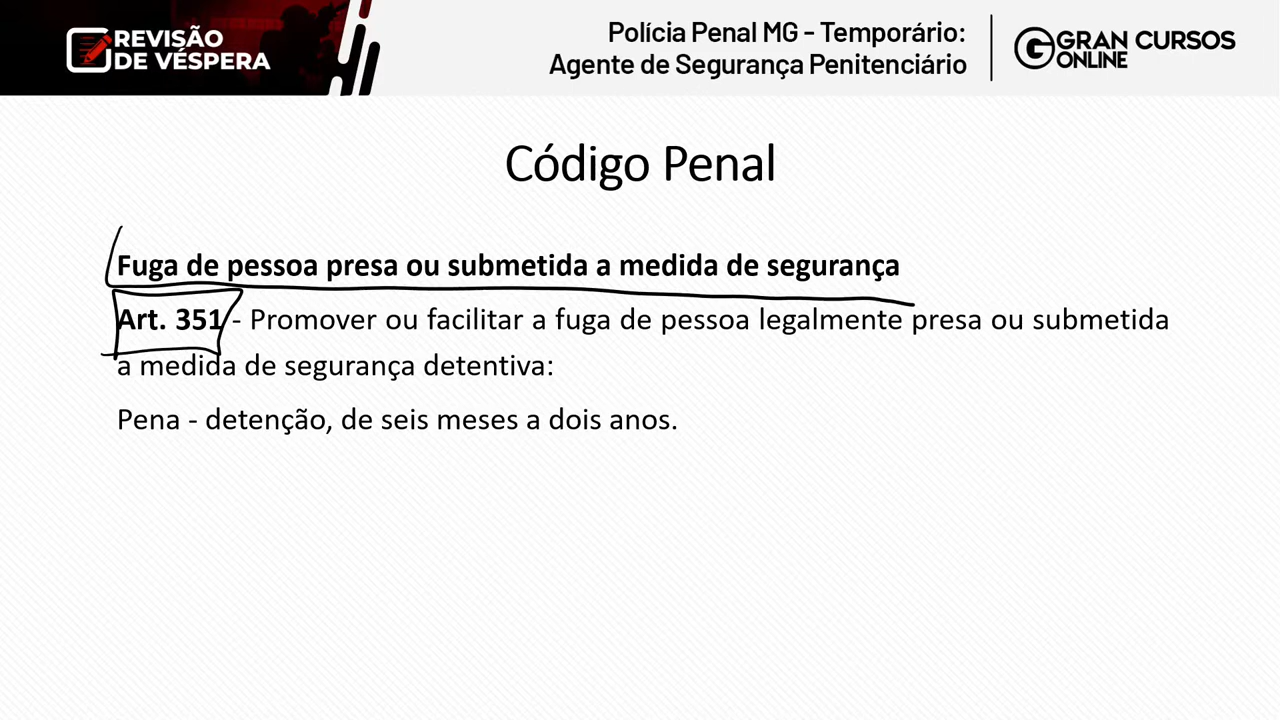 REVISÃO
DE VÉSPERA
Polícia Penal MG - Temporário:
Agente de Segurança Penitenciário
GRAN CURSOS
ONLINE
Código Penal
Fuga de pessoa presa ou submetida a medida de segurança
Art. 351 - Promover ou facilitar a fuga de pessoa legalmente presa ou submetida
a medida de segurança detentiva:
Pena - detenção, de seis meses a dois anos.